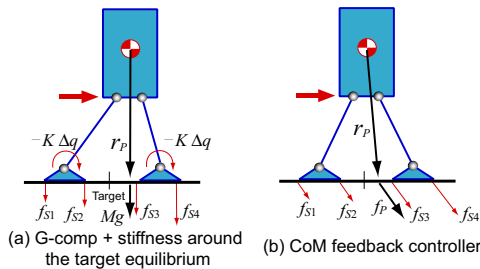 (a)
(b)
−K Δq
−K Δq
r_P
r_P
Target
f_S1
f_S2
Mg
f_S3
f_S4
f_S1
f_S2
f_P
f_S3
f_S4
(a) G-comp + stiffness around
the target equilibrium
(b) CoM feedback controller